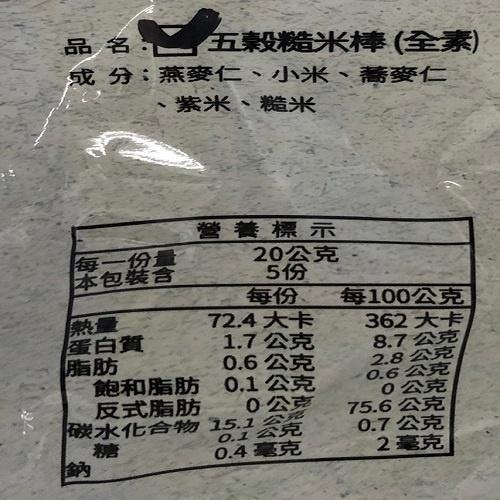 品 名：五穀糙米棒(全素)
成 分：燕麥仁、小米、蕎麥仁
、紫米、糙米
營養標示
每一份量 20公克
本包裝含 5份
每份 每100公克
熱量 72.4 大卡 362 大卡
蛋白質 1.7 公克 8.7 公克
脂肪 0.6 公克 2.8 公克
飽和脂肪 0.1 公克 0.6 公克
反式脂肪 0 公克 0 公克
碳水化合物 15.1 公克 75.6 公克
糖 0.1 公克 0.7 公克
鈉 0.4 毫克 2 毫克